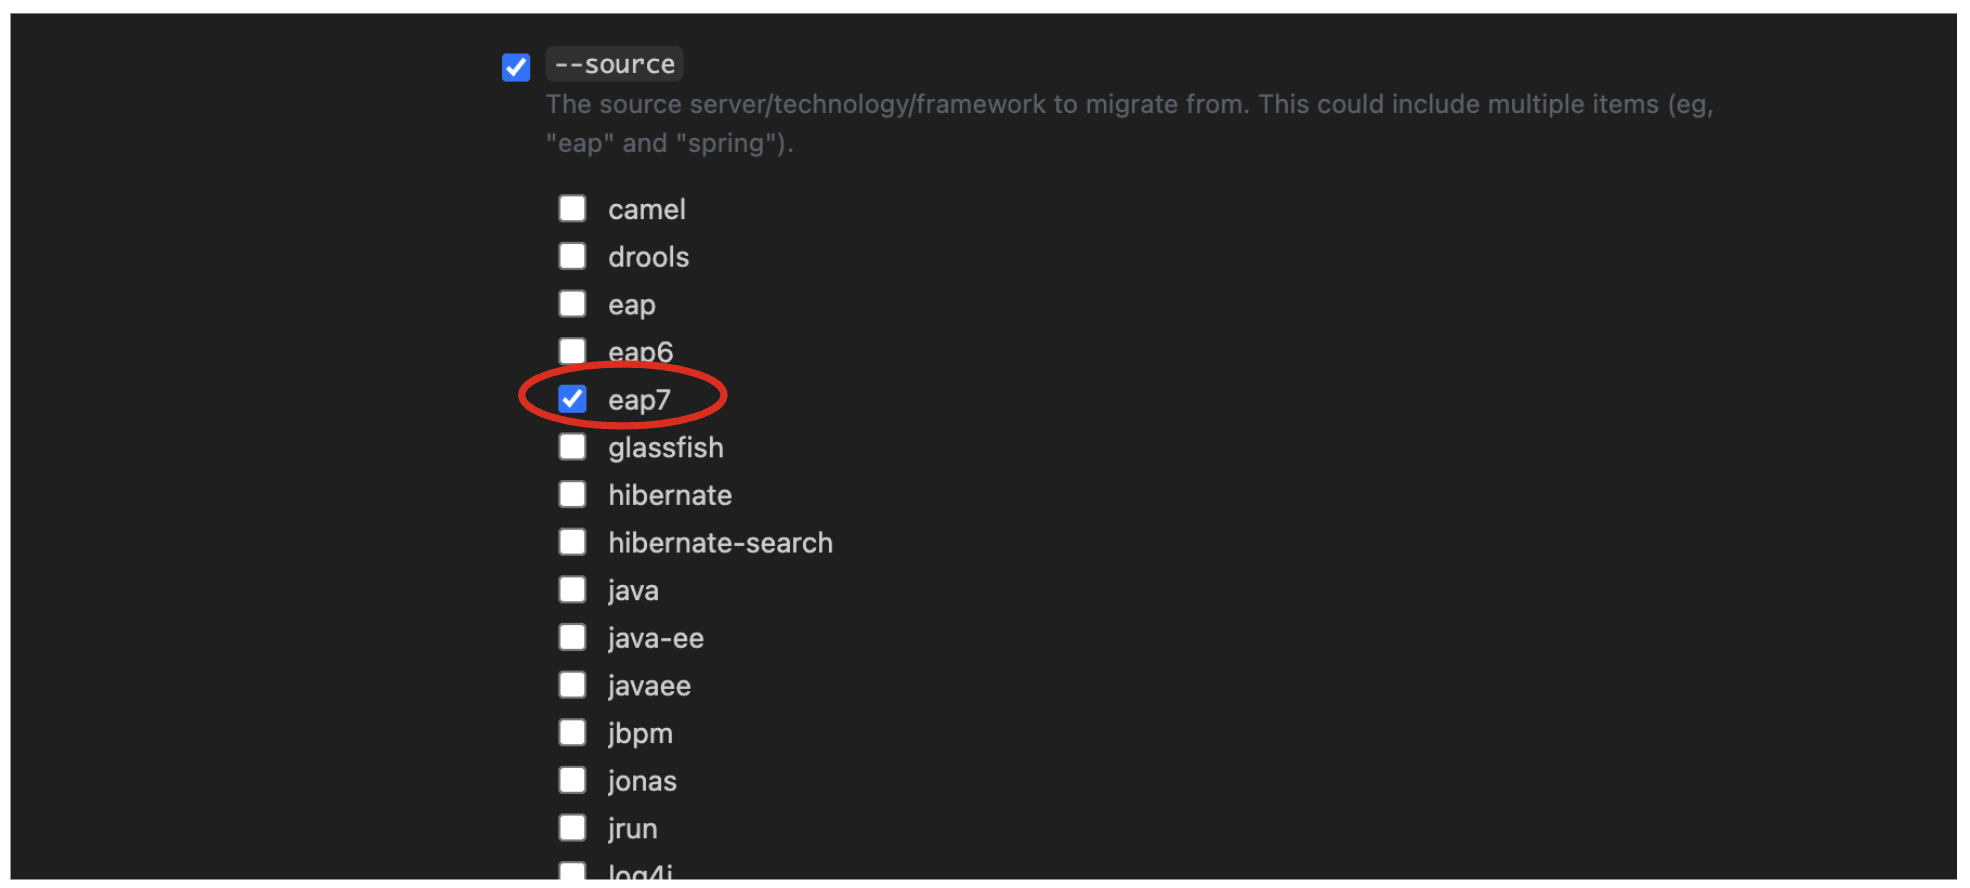 --source
The source server/technology/framework to migrate from. This could include multiple items (eg,
"eap" and "spring").
camel
drools
eap
eap6
eap7
glassfish
hibernate
hibernate-search
java
java-ee
javaee
jbpm
jonas
jrun
log4j